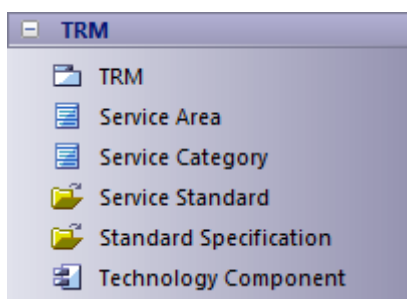 TRM
TRM
Service Area
Service Category
Service Standard
Standard Specification
Technology Component